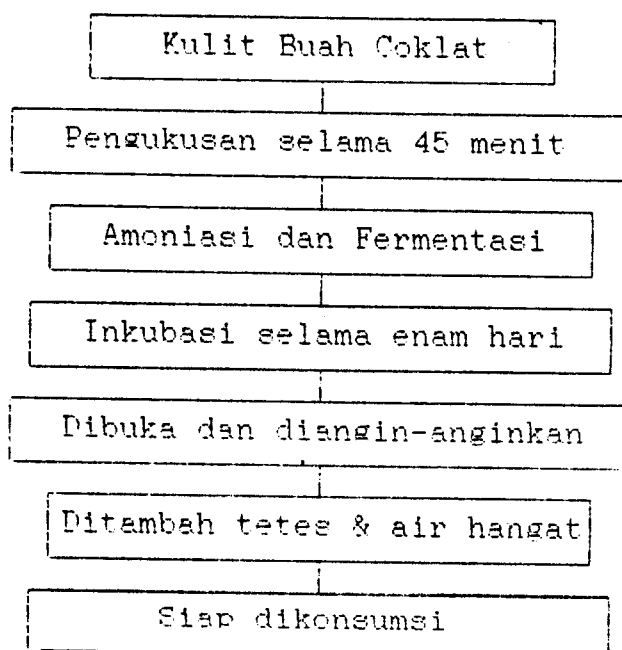 Kulit Buah Coklat
Pengukusan selama 45 menit
Amoniasi dan Fermentasi
Inkubasi selama enam hari
Dibuka dan diangin-anginkan
Ditambah tetes & air hangat
Siap dikonsumsi